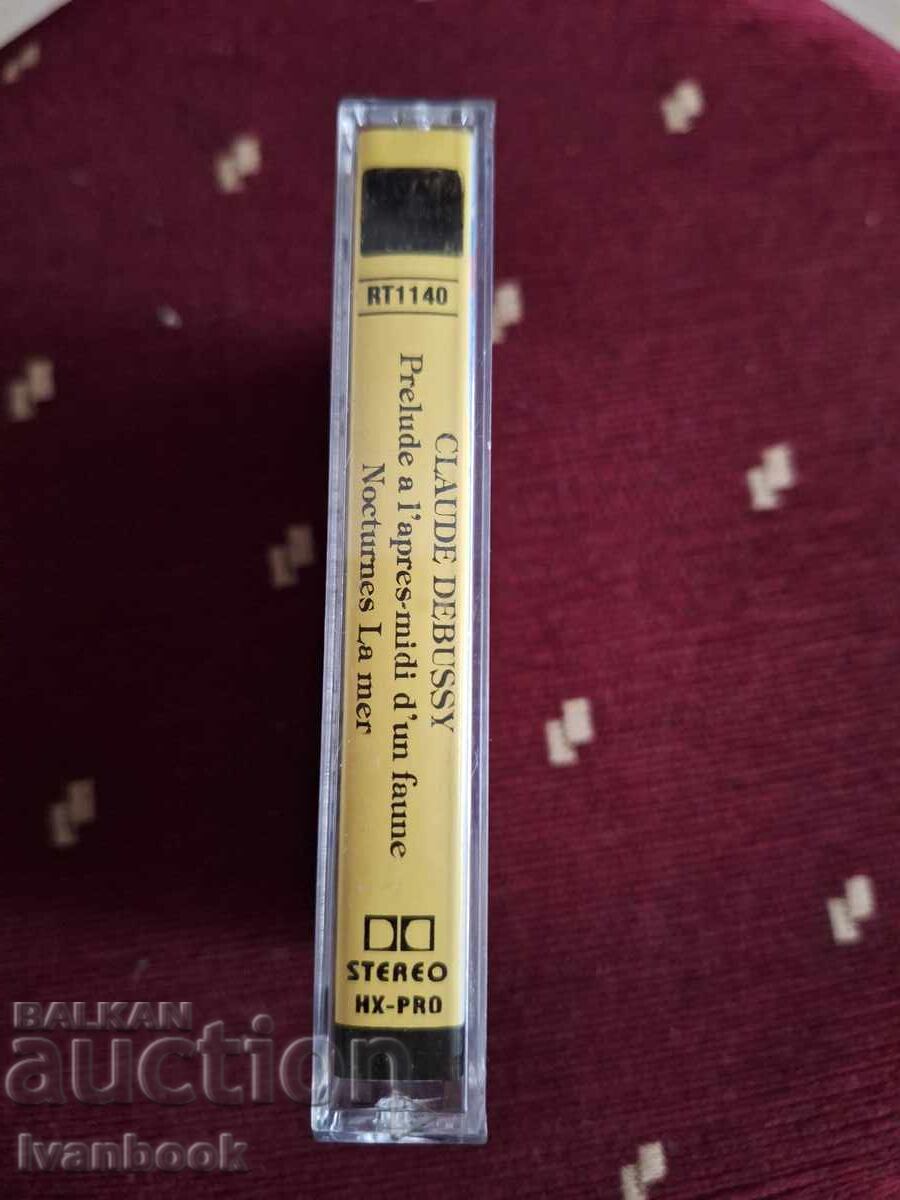 RT1140
CLAUDE DEBUSSY
Prelude a l'apres-midi d'un faune
Nocturnes La mer
STEREO
HX-PRO
BALKAN
auction
Ivanbook